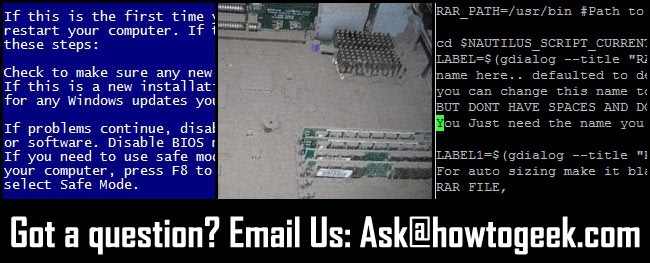 If this is the first time y
restart your computer. If i
these steps:
Check to make sure any new
If this is a new installati
for any Windows updates you
If problems continue, disab
or software. Disable BIOS m
If you need to use safe mod
your computer, press F8 to
select Safe Mode.
RAR_PATH=/usr/bin #Path to
cd $NAUTILUS_SCRIPT_CURRENT
LABEL=$(gdialog --title "RA
name here.. defaulted to de
you can change this name to
BUT DONT HAVE SPACES AND DO
You Just need the name you
LABEL1=$(gdialog --title "R
For auto sizing make it bla
RAR FILE,
Got a question? Email Us: Ask@howtogeek.com